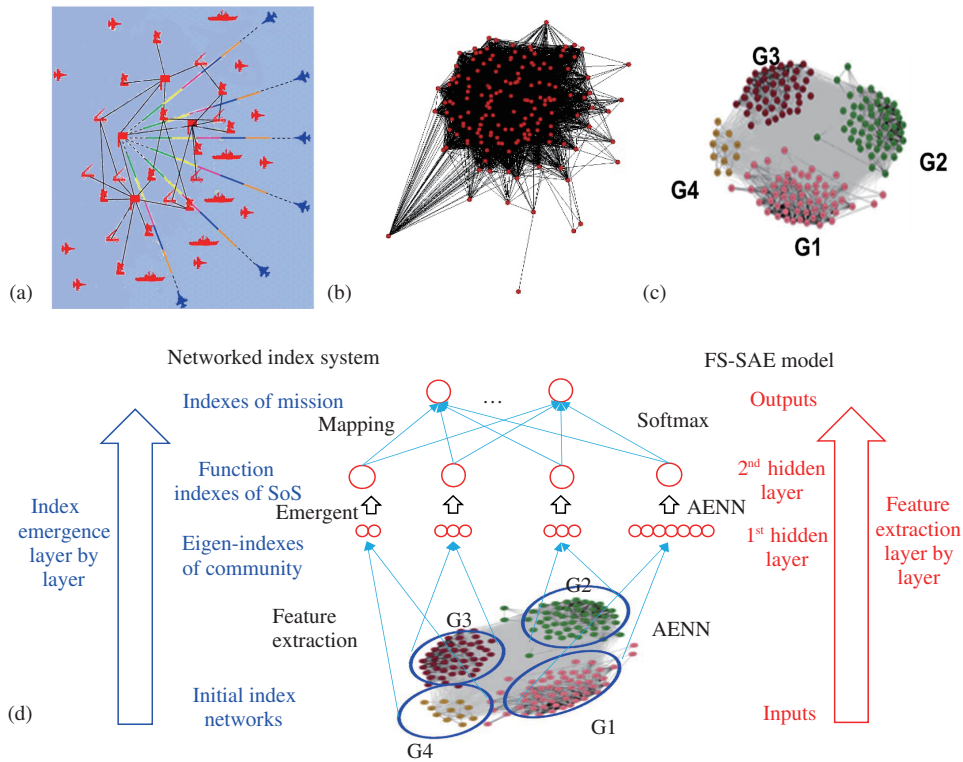 G3
G2
G4
G1
(a)
(b)
(c)
Networked index system
FS-SAE model
Indexes of mission
...
Outputs
Mapping
Softmax
Function
indexes of SoS
2nd hidden
layer
Index
emergence
layer by
layer
Emergent
AENN
Feature
extraction
layer by
layer
Eigen-indexes
of community
1st hidden
layer
Feature
extraction
G3
G2
AENN
Initial index
networks
G4
G1
Inputs
(d)